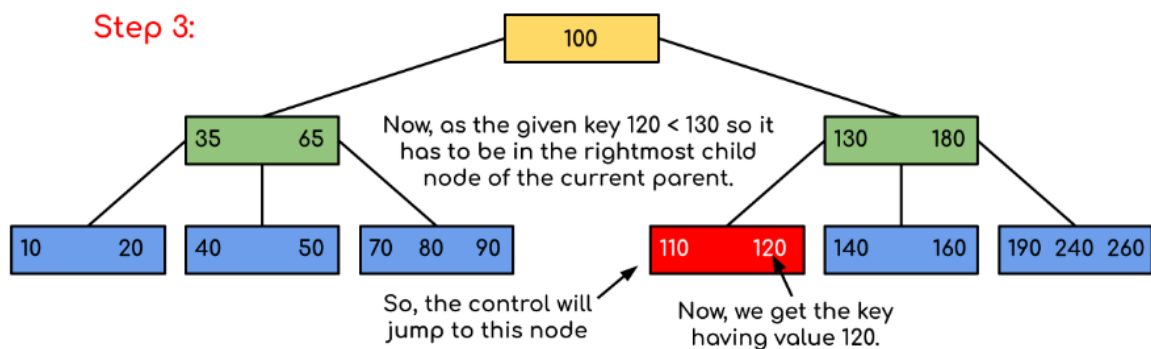 Step 3:
100
Now, as the given key 120 < 130 so it
has to be in the rightmost child
node of the current parent.
35 65
130 180
10 20
40 50
70 80 90
110 120
140 160
190 240 260
So, the control will
jump to this node
Now, we get the key
having value 120.